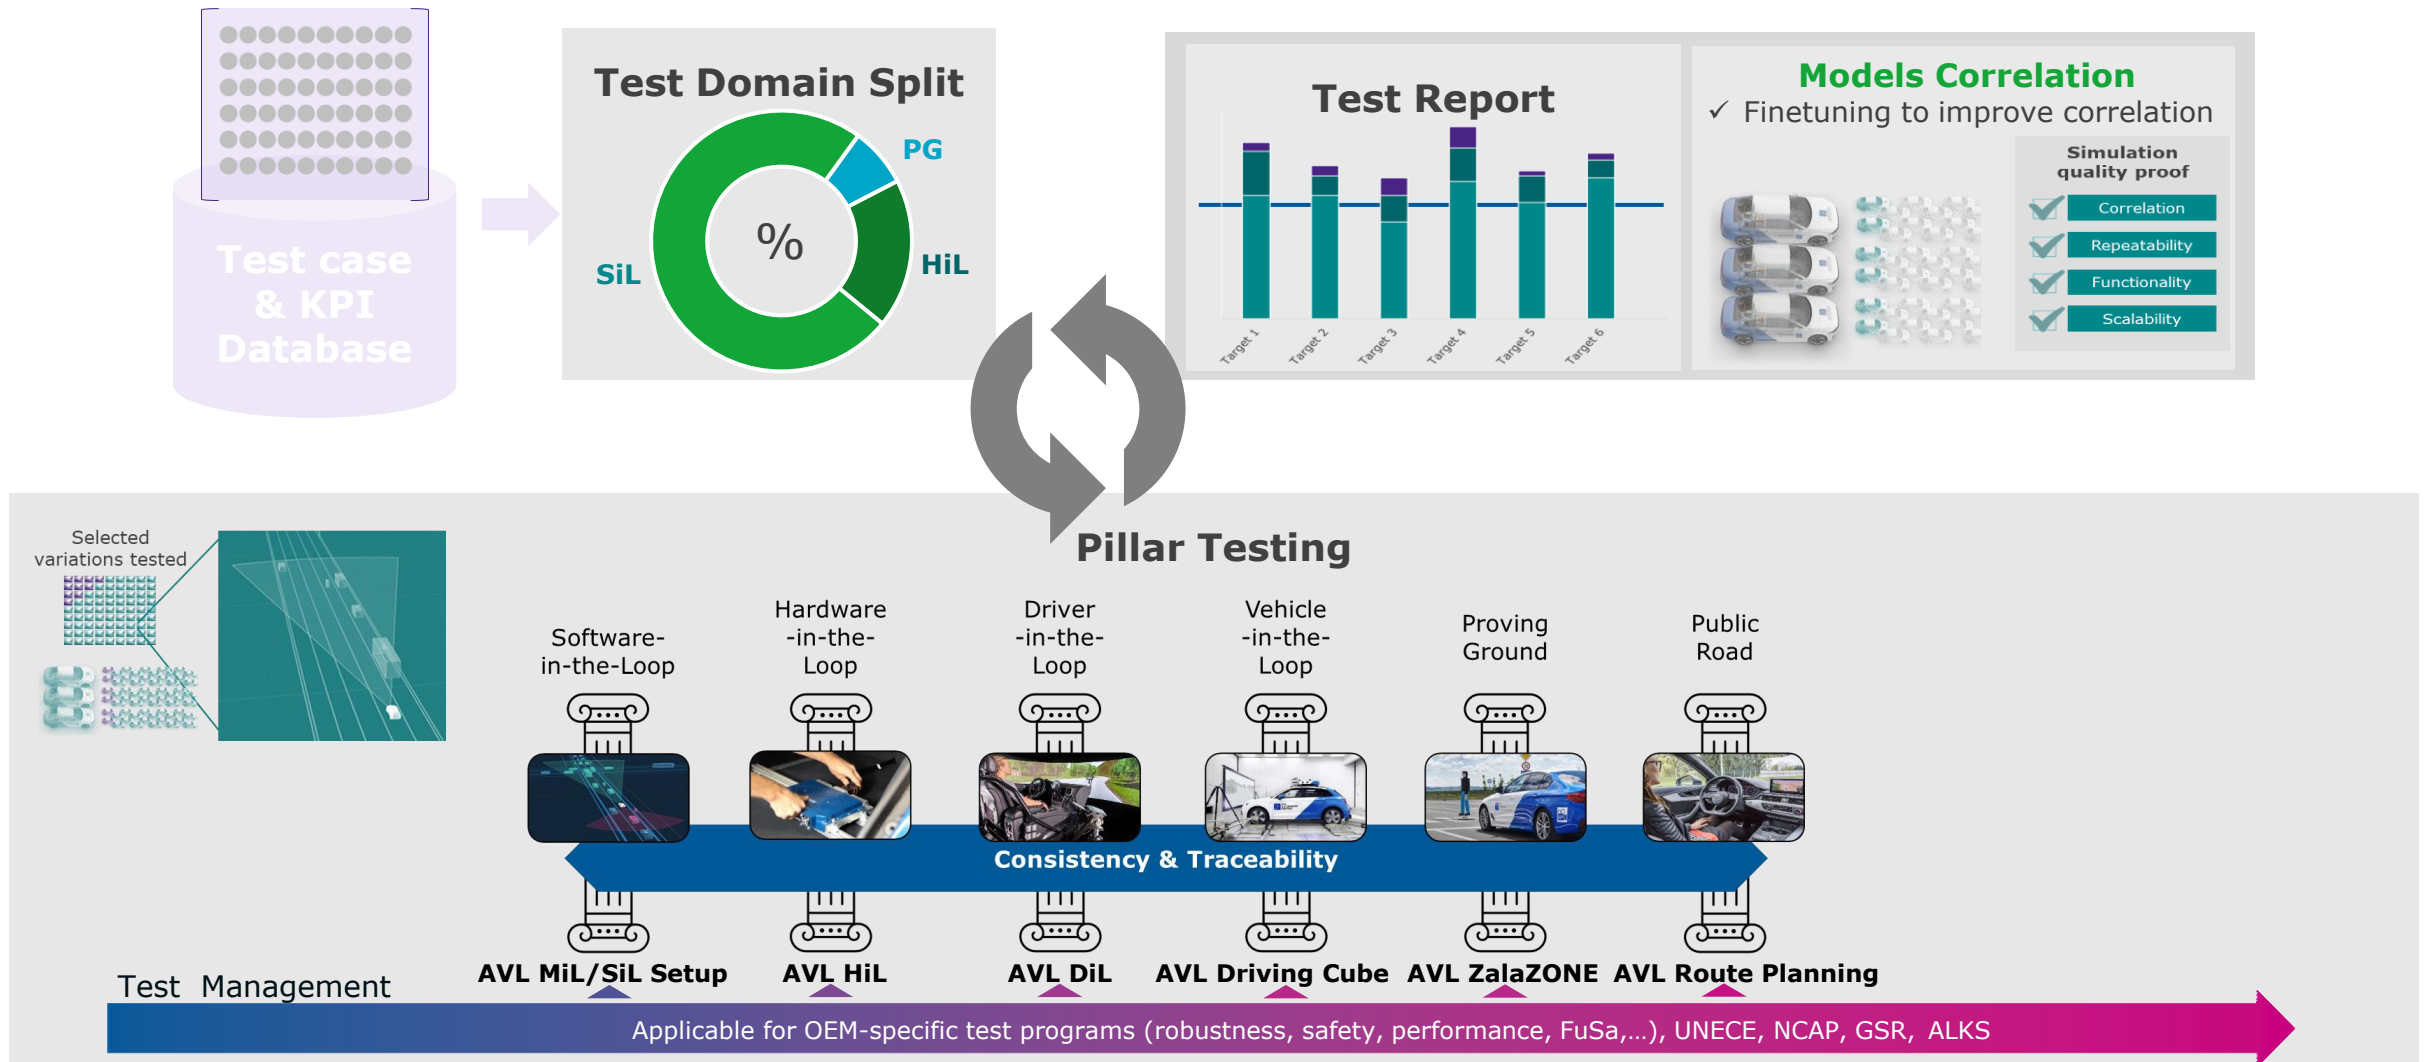 Test case
& KPI
Database
Test Domain Split
PG
HiL
SiL
%
Test Report
Target 1
Target 2
Target 3
Target 4
Target 5
Target 6
Models Correlation
✓ Finetuning to improve correlation
Simulation
quality proof
Correlation
Repeatability
Functionality
Scalability
Pillar Testing
Selected
variations tested
Software-
in-the-Loop
Hardware
-in-the-
Loop
Driver
-in-the-
Loop
Vehicle
-in-the-
Loop
Proving
Ground
Public
Road
Consistency & Traceability
AVL MiL/SiL Setup
AVL HiL
AVL DiL
AVL Driving Cube
AVL ZalaZONE
AVL Route Planning
Test Management
Applicable for OEM-specific test programs (robustness, safety, performance, FuSa,...), UNECE, NCAP, GSR, ALKS